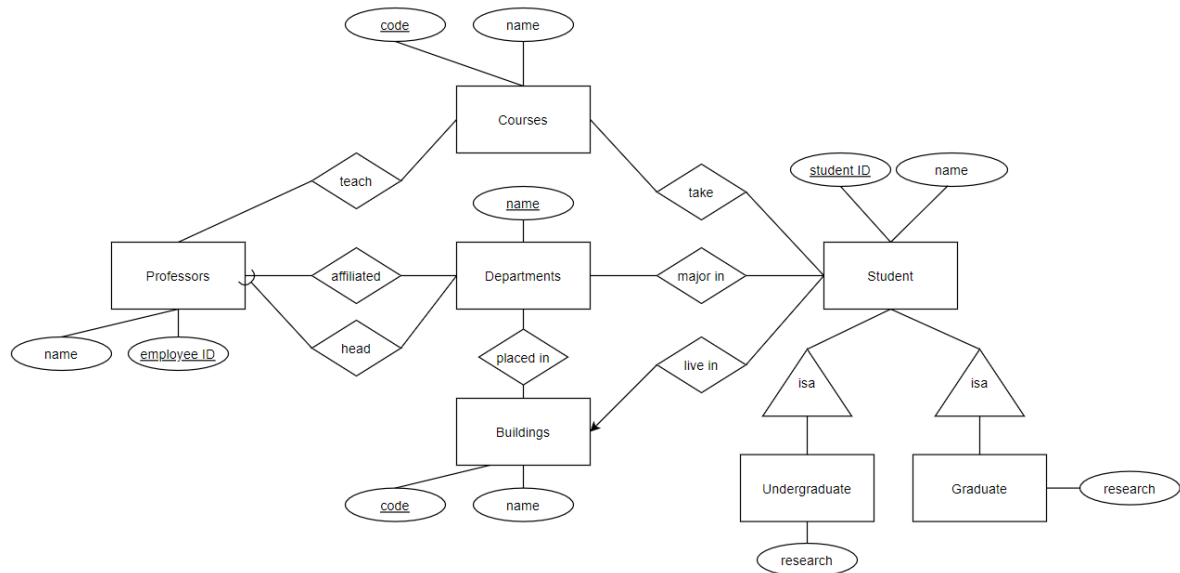 code
name
Courses
teach
take
student ID
name
name
Professors
affiliated
Departments
major in
Student
name
employee ID
head
placed in
live in
isa
isa
Buildings
code
name
Undergraduate
Graduate
research
research